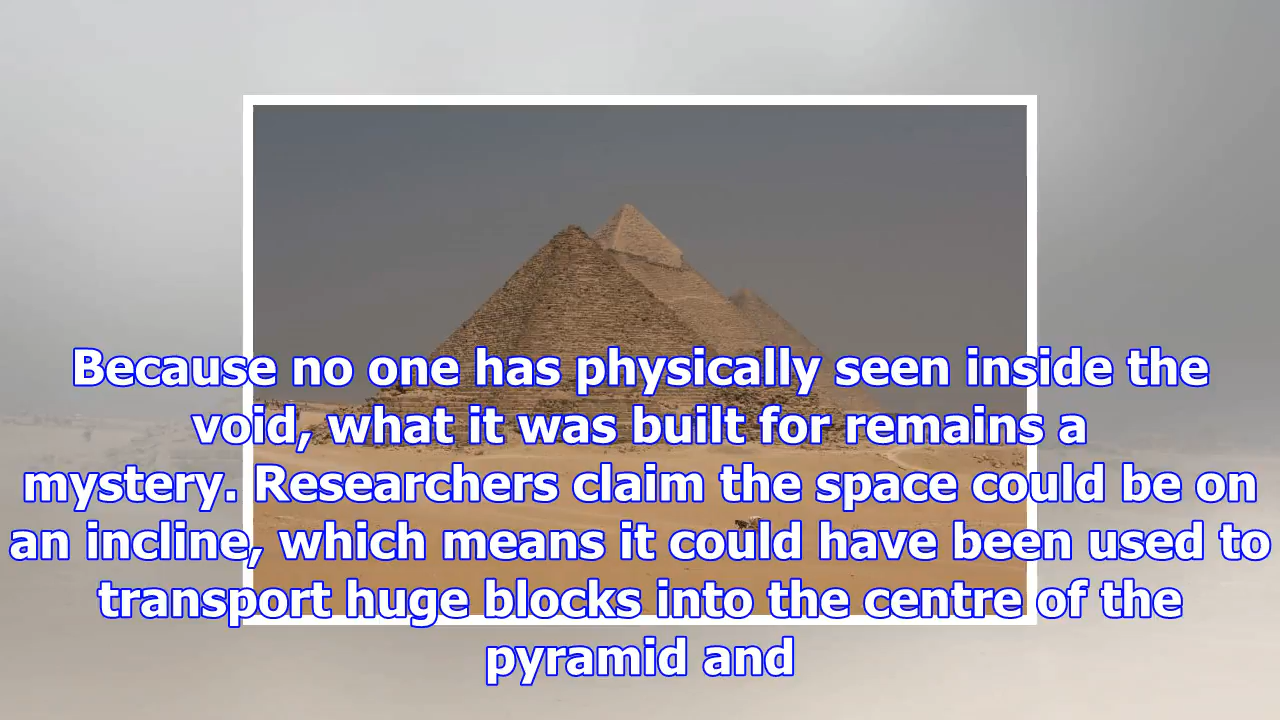 Because no one has physically seen inside the
void, what it was built for remains a
mystery. Researchers claim the space could be on
an incline, which means it could have been used to
transport huge blocks into the centre of the
pyramid and